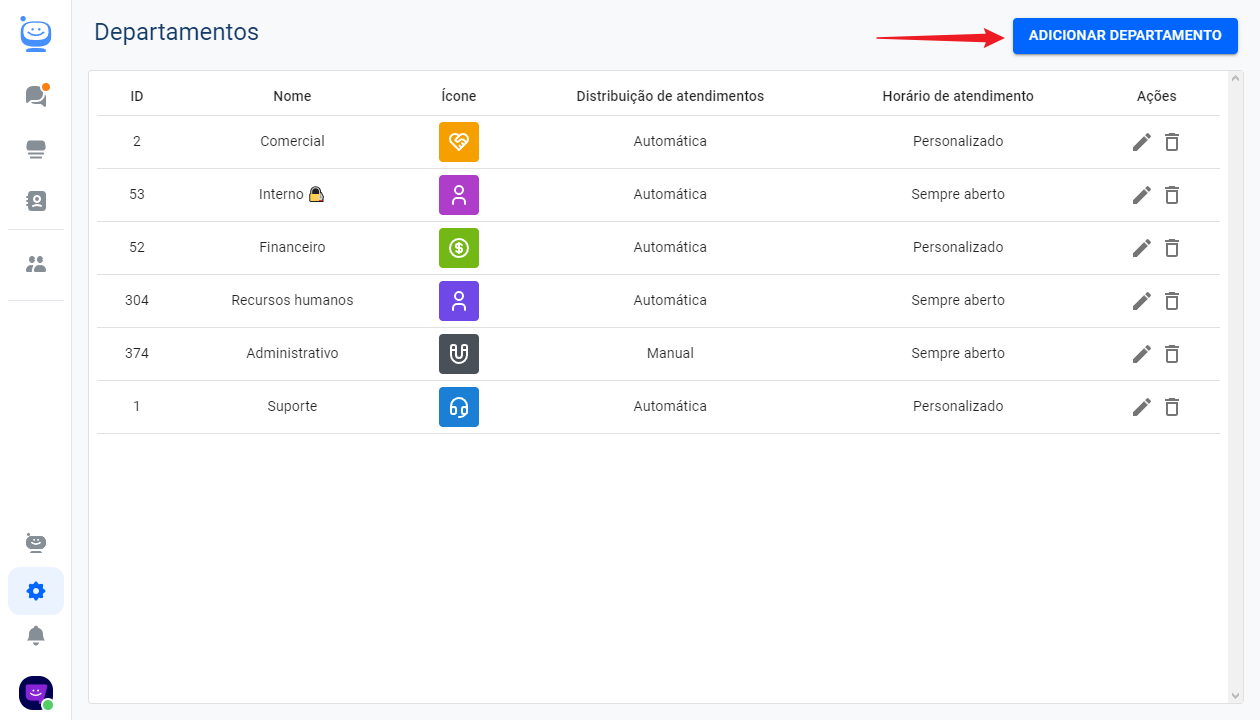 Departamentos
ADICIONAR DEPARTAMENTO
ID Nome Ícone Distribuição de atendimentos Horário de atendimento Ações
2 Comercial Automática Personalizado
53 Interno Automática Sempre aberto
52 Financeiro Automática Personalizado
304 Recursos humanos Automática Sempre aberto
374 Administrativo Manual Sempre aberto
1 Suporte Automática Personalizado